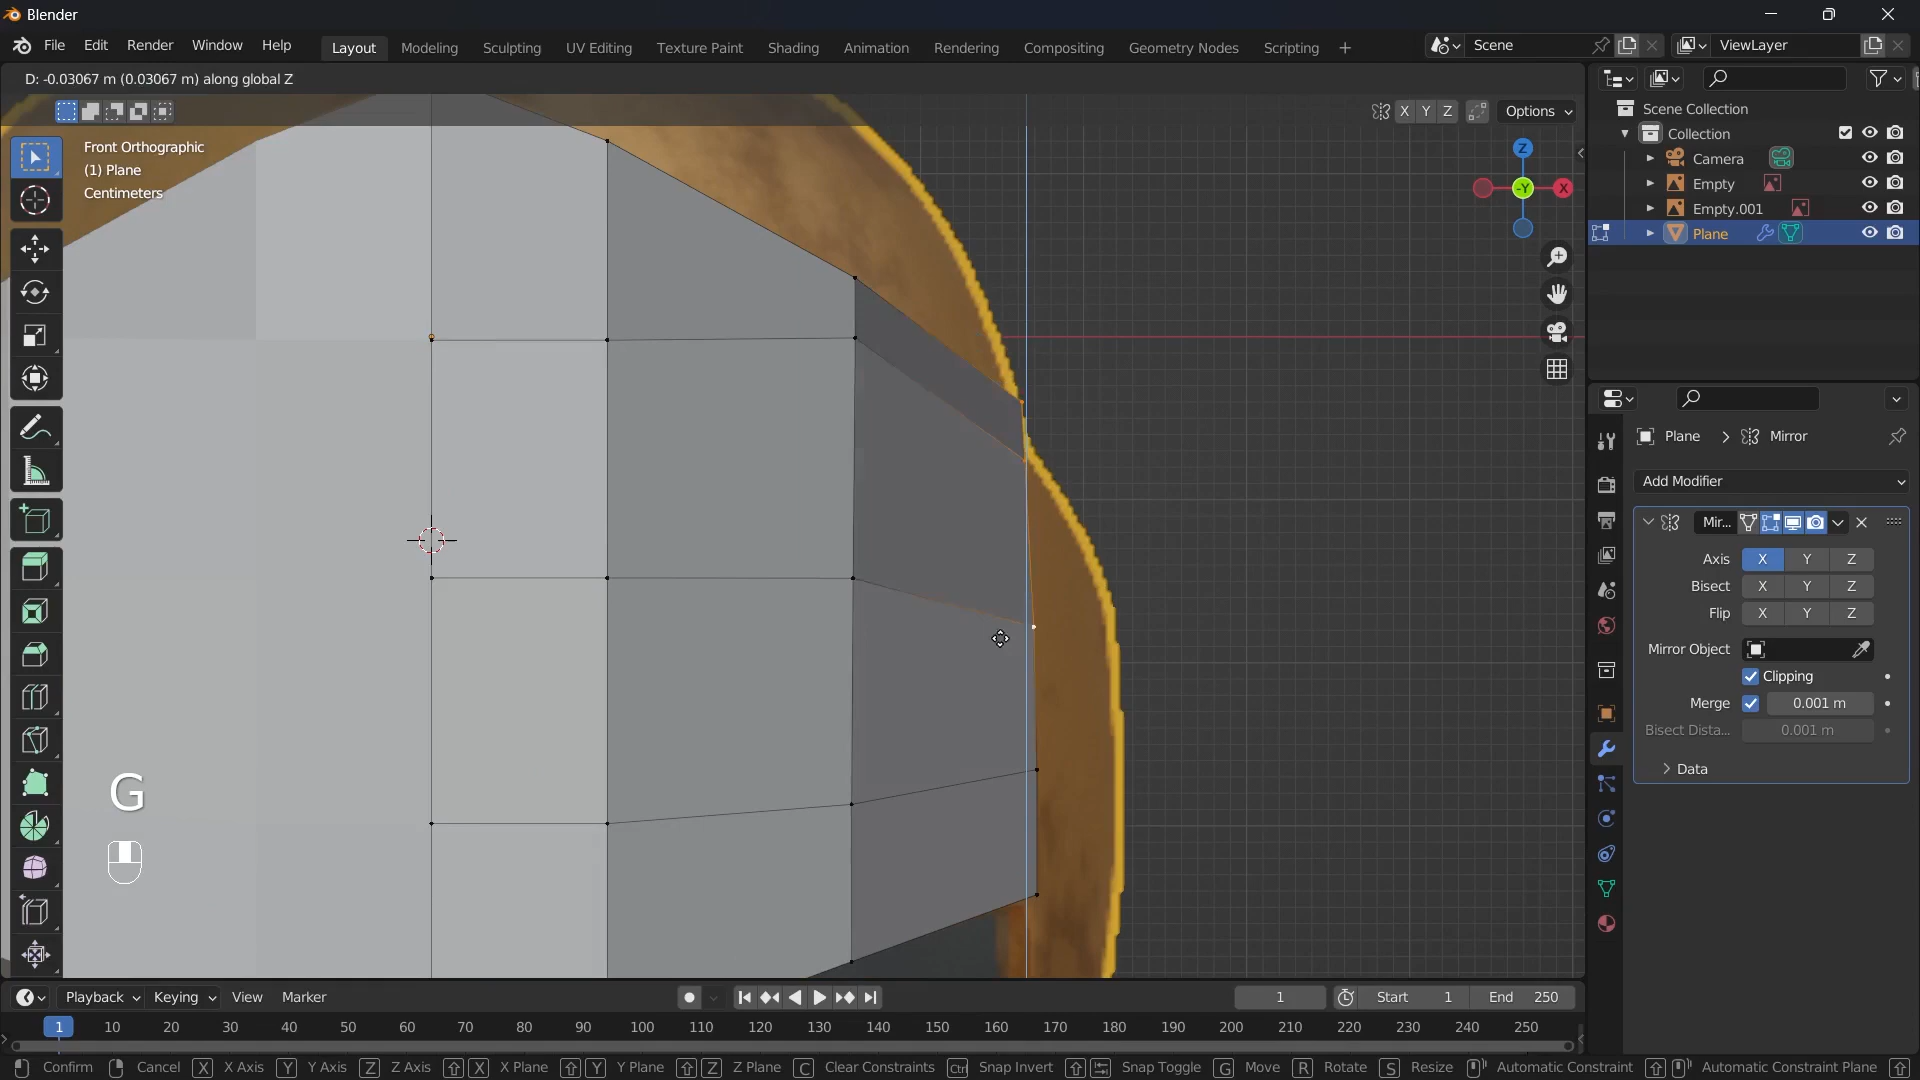 Blender
File Edit Render Window Help
Layout Modeling Sculpting UV Editing Texture Paint Shading Animation Rendering Compositing Geometry Nodes Scripting +
Scene
ViewLayer
D: -0.03067 m (0.03067 m) along global Z
X Y Z Options
Front Orthographic
(1) Plane
Centimeters
Z
-Y
X
G
Scene Collection
Collection
Camera
Empty
Empty.001
Plane
Plane > Mirror
Add Modifier
Mir...
Axis X Y Z
Bisect X Y Z
Flip X Y Z
Mirror Object
Clipping
Merge 0.001 m
Bisect Dista... 0.001 m
Data
Playback Keying View Marker
1 Start 1 End 250
1 10 20 30 40 50 60 70 80 90 100 110 120 130 140 150 160 170 180 190 200 210 220 230 240 250
Confirm Cancel X X Axis Y Y Axis Z Z Axis X X Plane Y Y Plane Z Z Plane C Clear Constraints Ctrl Snap Invert Snap Toggle G Move R Rotate S Resize Automatic Constraint Automatic Constraint Plane